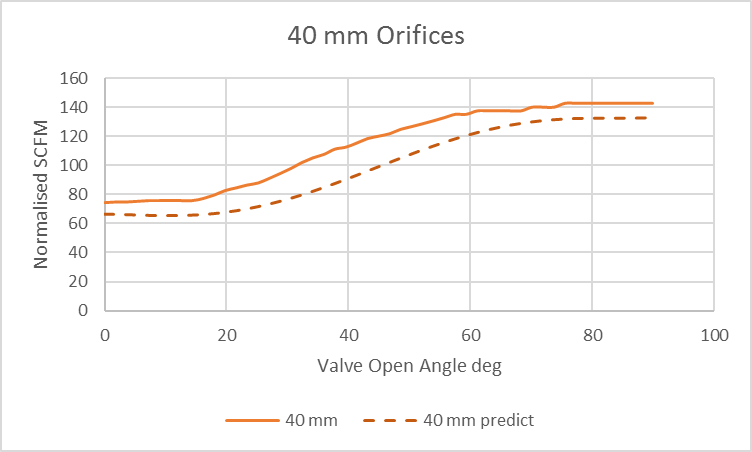 40 mm Orifices
160
140
120
100
80
60
40
20
0
Normalised SCFM
0 20 40 60 80 100
Valve Open Angle deg
40 mm 40 mm predict